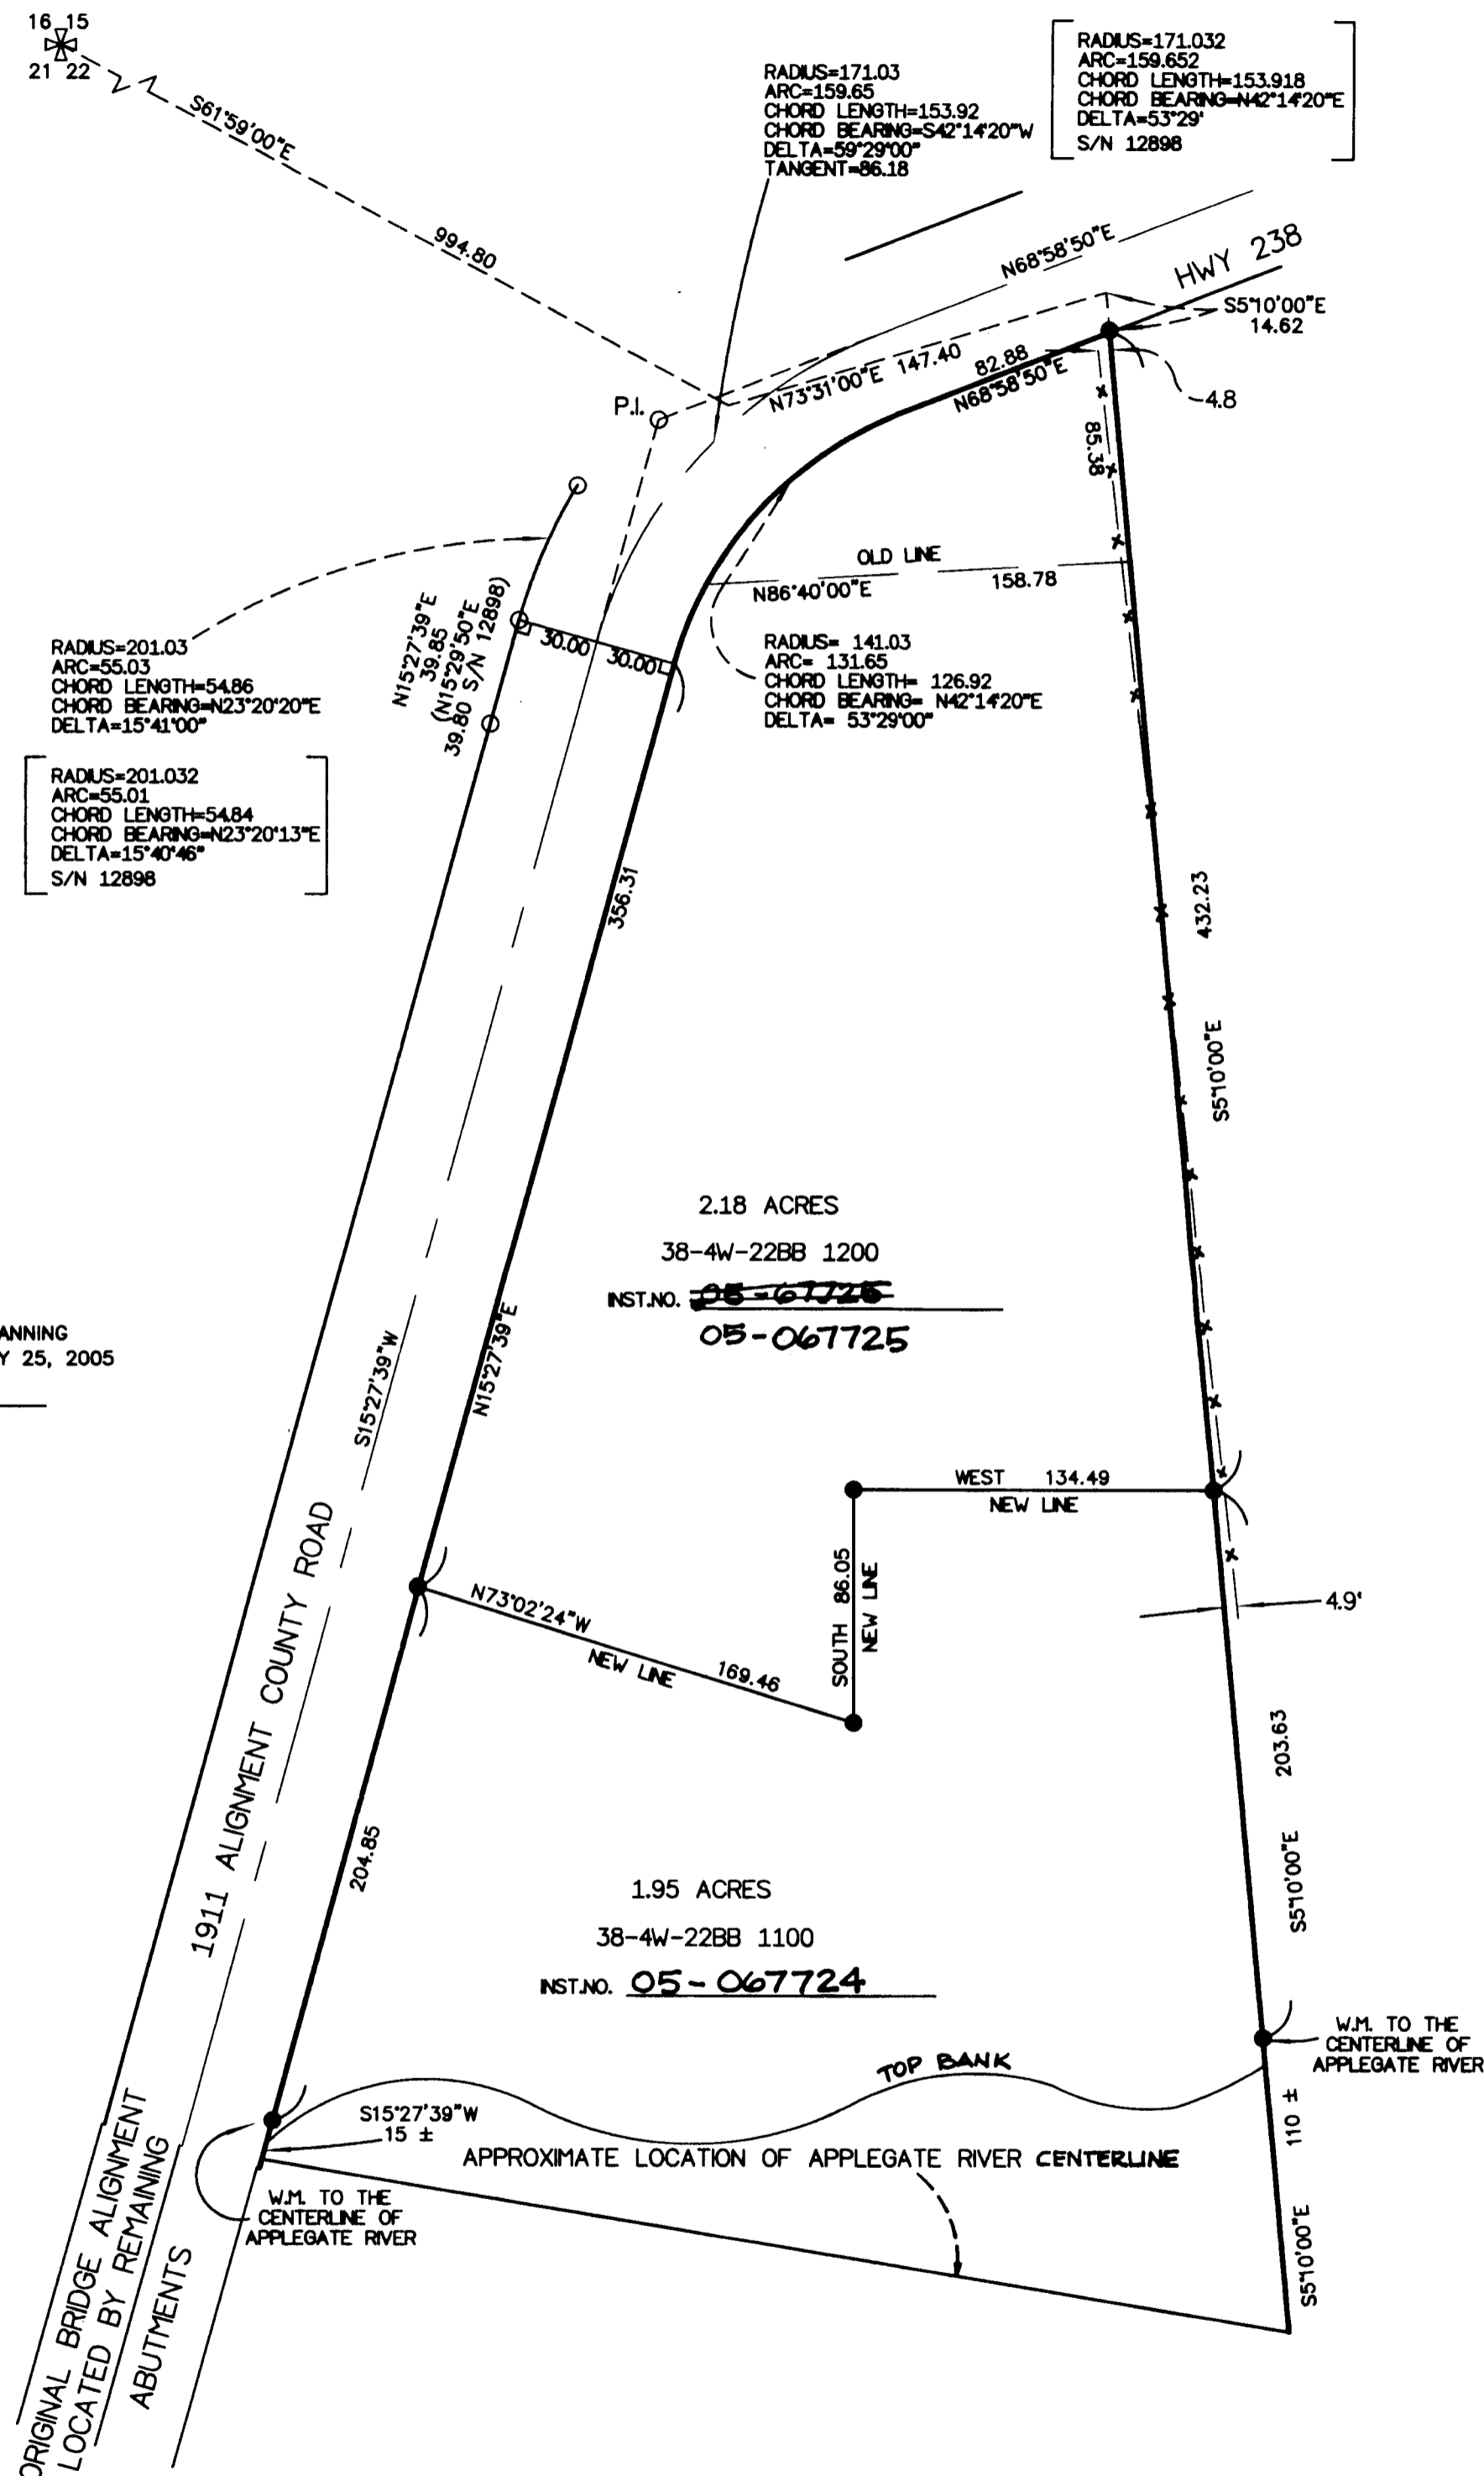 16 15
21 22
S61°59'00"E
994.80
RADIUS=171.03
ARC=159.65
CHORD LENGTH=153.92
CHORD BEARING=S42°14'20"W
DELTA=59°29'00"
TANGENT=86.18
RADIUS=171.032
ARC=159.652
CHORD LENGTH=153.918
CHORD BEARING=N42°14'20"E
DELTA=53°29'
S/N 12898
N68°58'50"E
HWY 238
S5°10'00"E
14.62
N73°31'00"E 147.40
82.88
N68°58'50"E
4.8
P.I.
85.38
OLD LINE
N86°40'00"E 158.78
N15°27'39"E
39.85
(N15°29'50"E
39.80 S/N 12898)
30.00 30.00
RADIUS=201.03
ARC=55.03
CHORD LENGTH=54.86
CHORD BEARING=N23°20'20"E
DELTA=15°41'00"
RADIUS= 141.03
ARC= 131.65
CHORD LENGTH= 126.92
CHORD BEARING= N42°14'20"E
DELTA= 53°29'00"
RADIUS=201.032
ARC=55.01
CHORD LENGTH=54.84
CHORD BEARING=N23°20'13"E
DELTA=15°40'46"
S/N 12898
356.31
432.23
S5°10'00"E
2.18 ACRES
38-4W-22BB 1200
INST.NO.
05-067725
ANNING
Y 25, 2005
S15°27'39"W
N15°27'39"E
WEST 134.49
NEW LINE
SOUTH 86.05
NEW LINE
N73°02'24"W
NEW LINE 169.46
4.9'
1911 ALIGNMENT COUNTY ROAD
203.63
204.85
S5°10'00"E
1.95 ACRES
38-4W-22BB 1100
INST.NO. 05-067724
W.M. TO THE
CENTERLINE OF
APPLEGATE RIVER
TOP BANK
S15°27'39"W
15 ±
110 ±
APPROXIMATE LOCATION OF APPLEGATE RIVER CENTERLINE
W.M. TO THE
CENTERLINE OF
APPLEGATE RIVER
S5°10'00"E
ORIGINAL BRIDGE ALIGNMENT
LOCATED BY REMAINING
ABUTMENTS